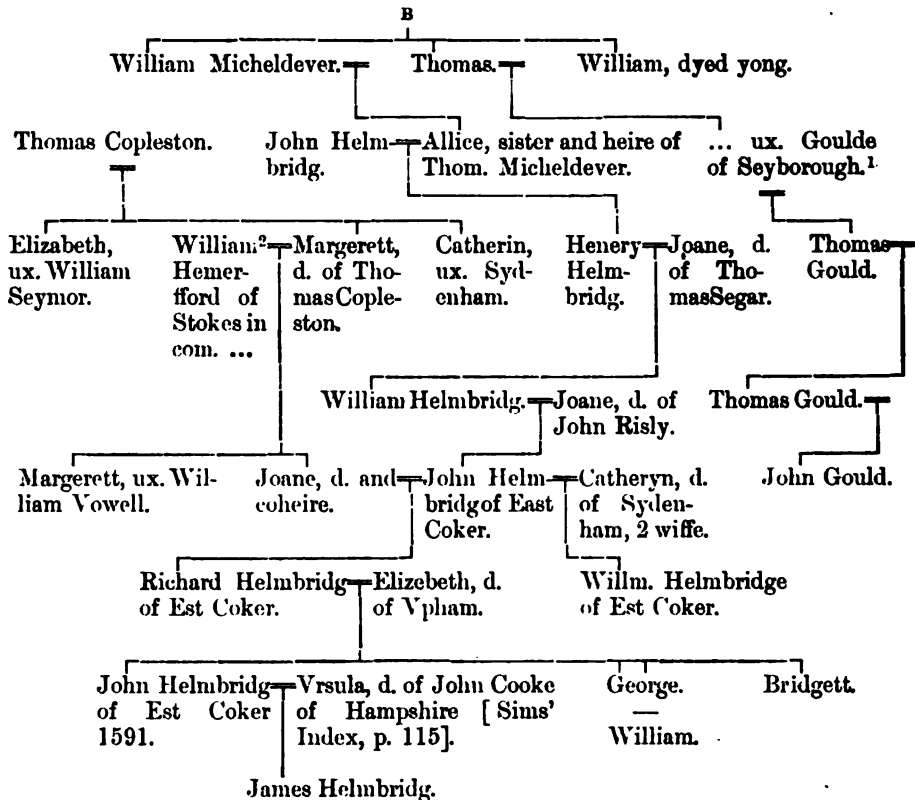 B
William Micheldever. Thomas. William, dyed yong.
Thomas Copleston.
John Helm-
bridg.
Allice, sister and heire of
Thom. Micheldever.
... ux. Goulde
of Seyborough.¹
Elizabeth,
ux. William
Seymor.
William²
Hemer-
fford of
Stokes in
com. ...
Margerett,
d. of Tho-
mas Cople-
ston.
Catherin,
ux. Syd-
enham.
Henery
Helm-
bridg.
Joane, d.
of Tho-
mas Segar.
Thomas
Gould.
William Helmbridg.
Joane, d. of
John Risly.
Thomas Gould.
Margerett, ux. Wil-
liam Vowell.
Joane, d. and
coheire.
John Helm-
bridg of East
Coker.
Catheryn, d.
of Syden-
ham, 2 wiffe.
John Gould.
Richard Helmbridg
of Est Coker.
Elizebeth, d.
of Vpham.
Willm. Helmbridge
of Est Coker.
John Helmbridg
of Est Coker
1591.
Vrsula, d. of John Cooke
of Hampshire [Sims'
Index, p. 115].
George.
—
William.
Bridgett.
James Helmbridg.